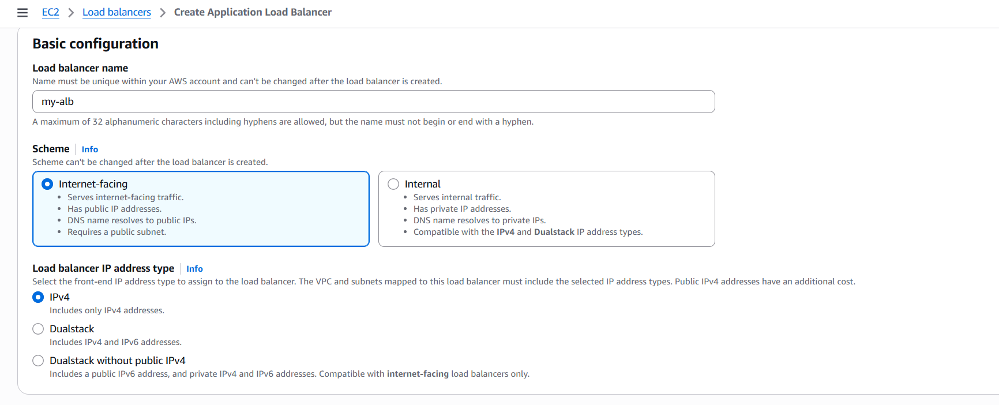 EC2 > Load balancers > Create Application Load Balancer
Basic configuration
Load balancer name
Name must be unique within your AWS account and can't be changed after the load balancer is created.
my-alb
A maximum of 32 alphanumeric characters including hyphens are allowed, but the name must not begin or end with a hyphen.
Scheme | Info
Scheme can't be changed after the load balancer is created.
Internet-facing
• Serves internet-facing traffic.
• Has public IP addresses.
• DNS name resolves to public IPs.
• Requires a public subnet.
Internal
• Serves internal traffic.
• Has private IP addresses.
• DNS name resolves to private IPs.
• Compatible with the IPv4 and Dualstack IP address types.
Load balancer IP address type | Info
Select the front-end IP address type to assign to the load balancer. The VPC and subnets mapped to this load balancer must include the selected IP address types. Public IPv4 addresses have an additional cost.
IPv4
Includes only IPv4 addresses.
Dualstack
Includes IPv4 and IPv6 addresses.
Dualstack without public IPv4
Includes a public IPv6 address, and private IPv4 and IPv6 addresses. Compatible with internet-facing load balancers only.